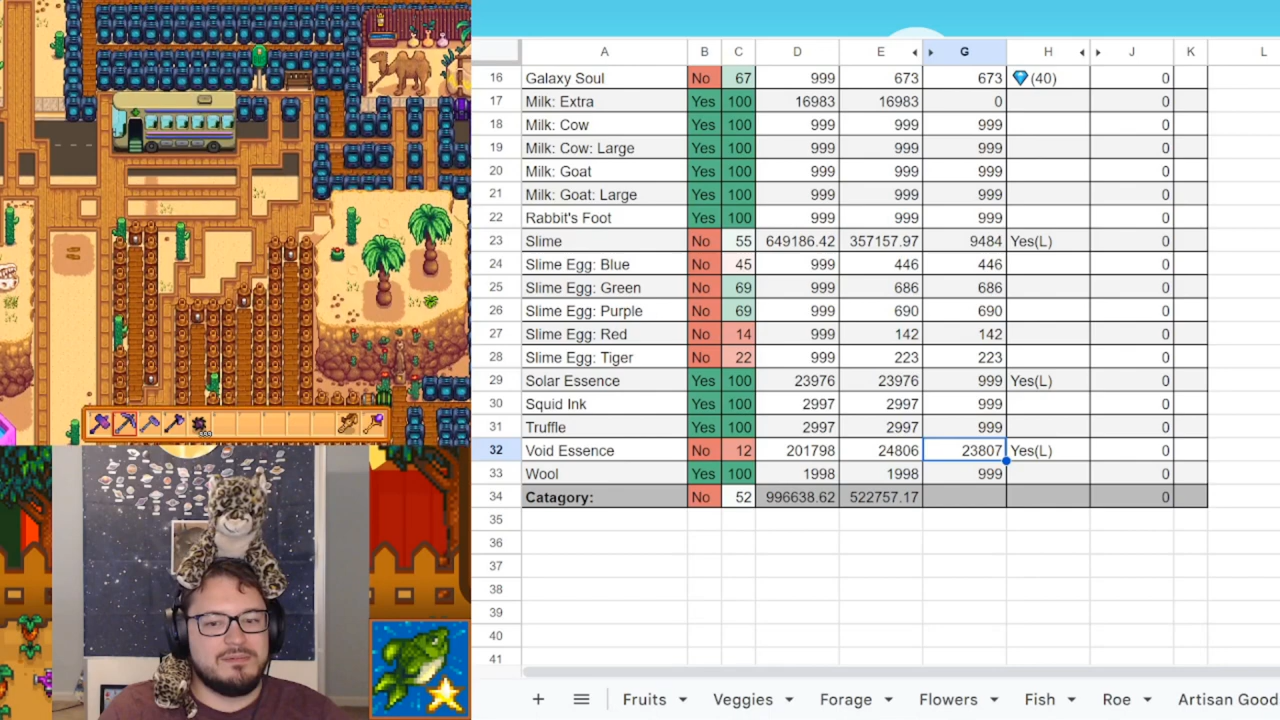 A B C D E G H J K L
16 Galaxy Soul No 67 999 673 673 💎(40) 0
17 Milk: Extra Yes 100 16983 16983 0 0
18 Milk: Cow Yes 100 999 999 999 0
19 Milk: Cow: Large Yes 100 999 999 999 0
20 Milk: Goat Yes 100 999 999 999 0
21 Milk: Goat: Large Yes 100 999 999 999 0
22 Rabbit's Foot Yes 100 999 999 999 0
23 Slime No 55 649186.42 357157.97 9484 Yes(L) 0
24 Slime Egg: Blue No 45 999 446 446 0
25 Slime Egg: Green No 69 999 686 686 0
26 Slime Egg: Purple No 69 999 690 690 0
27 Slime Egg: Red No 14 999 142 142 0
28 Slime Egg: Tiger No 22 999 223 223 0
29 Solar Essence Yes 100 23976 23976 999 Yes(L) 0
30 Squid Ink Yes 100 2997 2997 999 0
31 Truffle Yes 100 2997 2997 999 0
32 Void Essence No 12 201798 24806 23807 Yes(L) 0
33 Wool Yes 100 1998 1998 999 0
34 Catagory: No 52 996638.62 522757.17 0
35
36
37
38
39
40
41
+ Fruits Veggies Forage Flowers Fish Roe Artisan Good